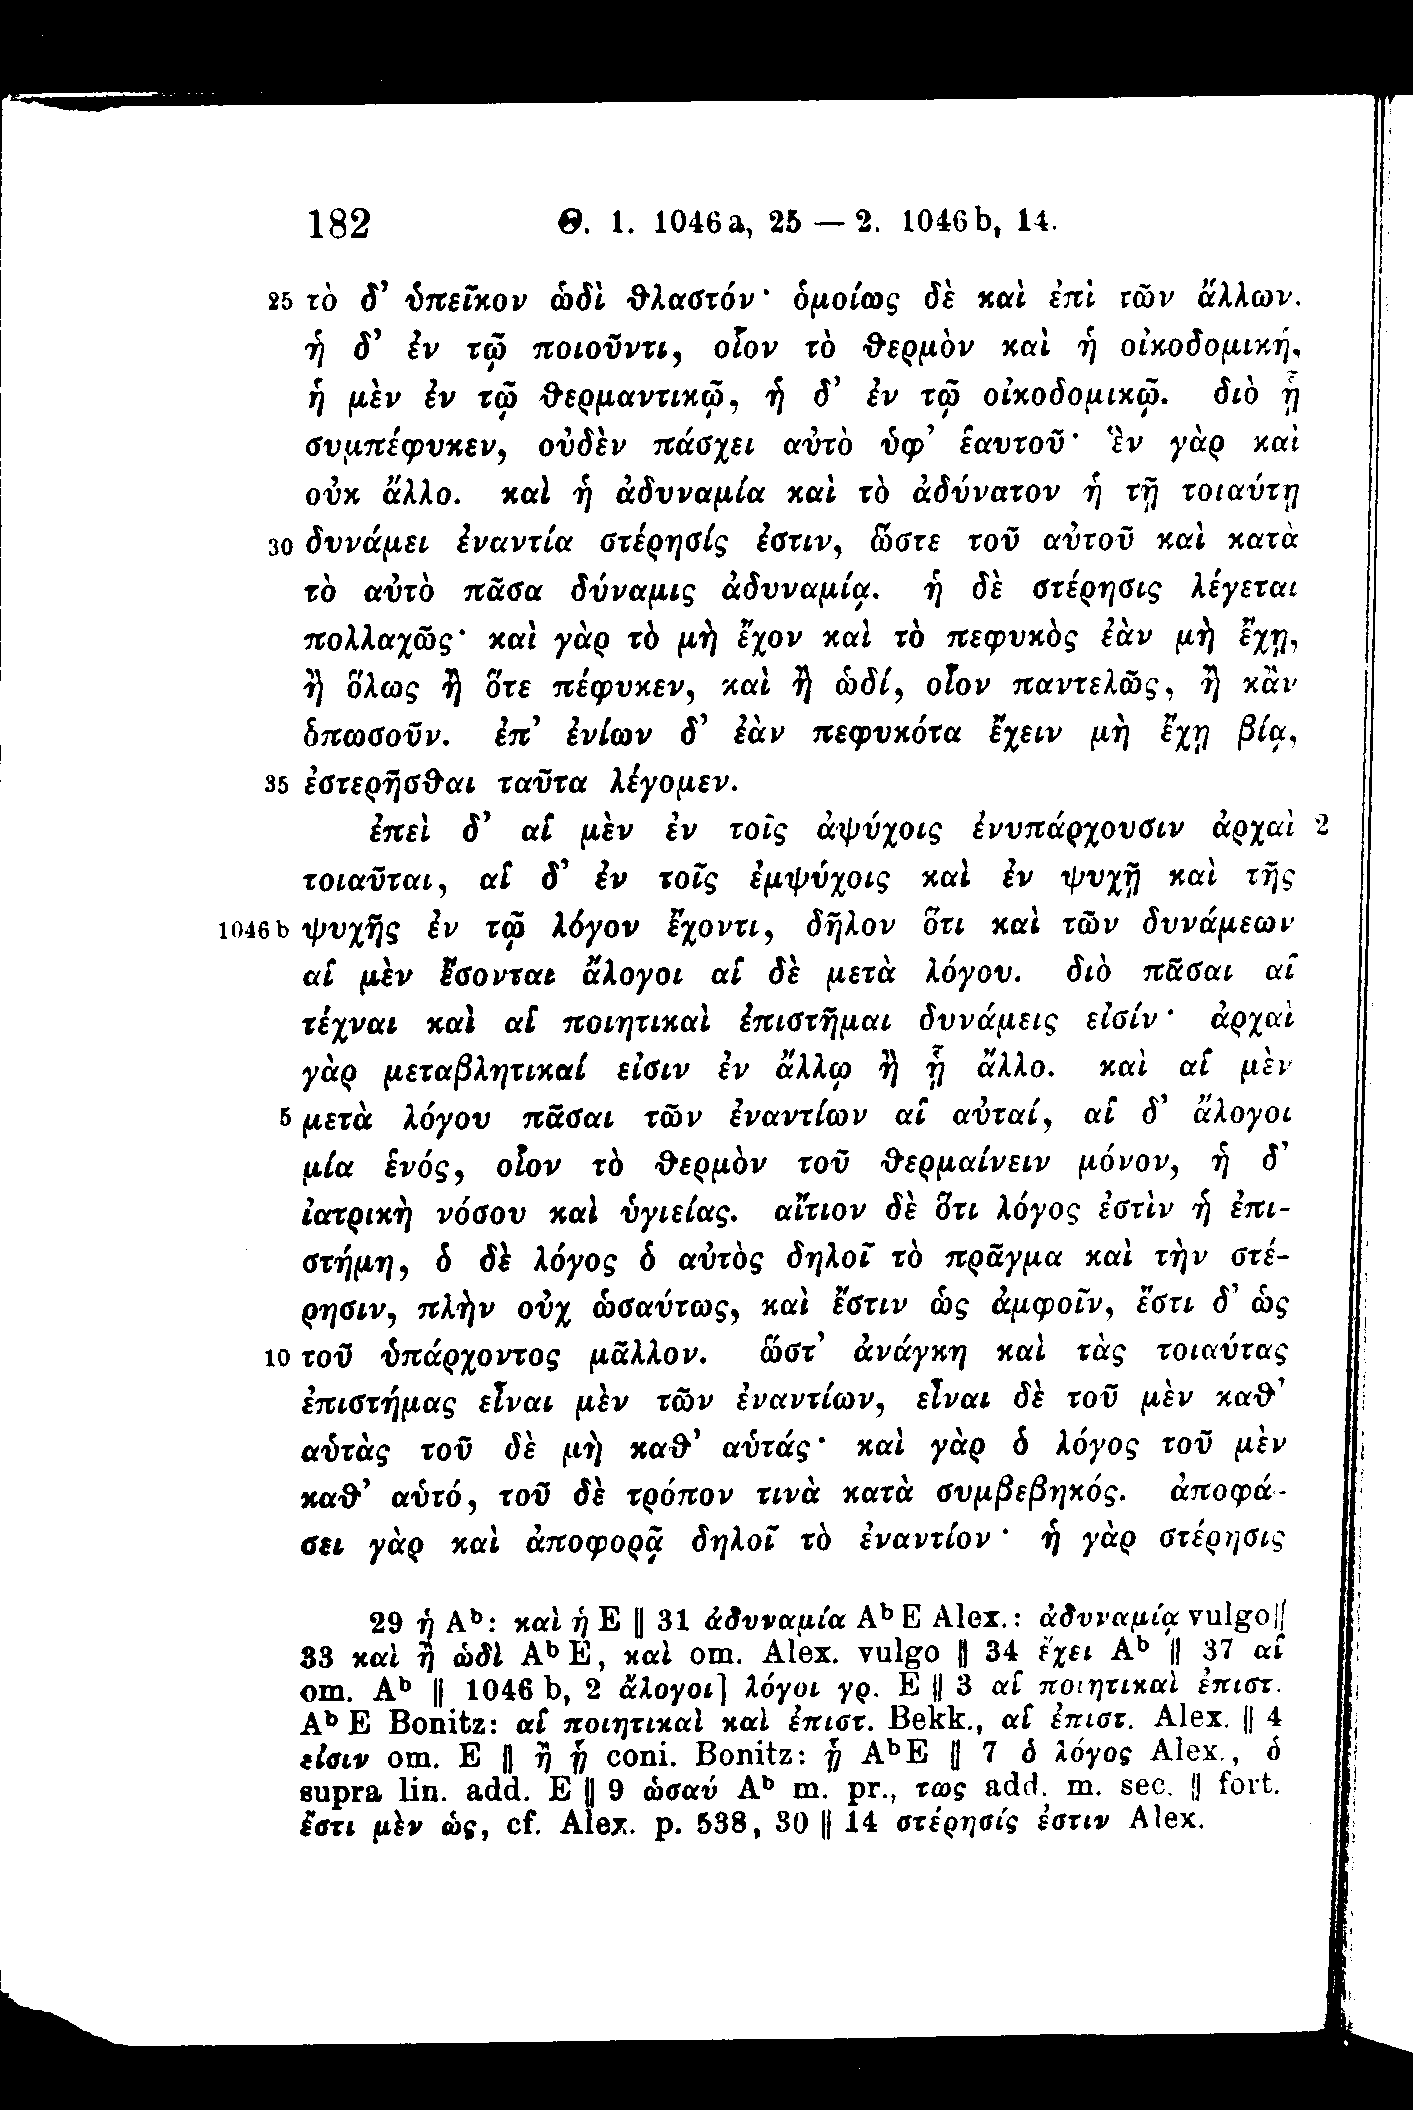 182 Θ. 1. 1046 a, 25 — 2. 1046 b, 14.
25 τὸ δ’ ὑπεῖκον ὡδὶ θλαστόν· ὁμοίως δὲ καὶ ἐπὶ τῶν ἄλλων.
ἡ δ’ ἐν τῷ ποιοῦντι, οἷον τὸ θερμὸν καὶ ἡ οἰκοδομική,
ἡ μὲν ἐν τῷ θερμαντικῷ, ἡ δ’ ἐν τῷ οἰκοδομικῷ. διὸ ᾗ
συμπέφυκεν, οὐδὲν πάσχει αὐτὸ ὑφ’ ἑαυτοῦ· ἓν γὰρ καὶ
οὐκ ἄλλο. καὶ ἡ ἀδυναμία καὶ τὸ ἀδύνατον ἡ τῇ τοιαύτῃ
30 δυνάμει ἐναντία στέρησίς ἐστιν, ὥστε τοῦ αὐτοῦ καὶ κατὰ
τὸ αὐτὸ πᾶσα δύναμις ἀδυναμίᾳ. ἡ δὲ στέρησις λέγεται
πολλαχῶς· καὶ γὰρ τὸ μὴ ἔχον καὶ τὸ πεφυκὸς ἐὰν μὴ ἔχῃ,
ἢ ὅλως ἢ ὅτε πέφυκεν, καὶ ἢ ὡδί, οἷον παντελῶς, ἢ κἂν
ὁπωσοῦν. ἐπ’ ἐνίων δ’ ἐὰν πεφυκότα ἔχειν μὴ ἔχῃ βίᾳ,
35 ἐστερῆσθαι ταῦτα λέγομεν.
ἐπεὶ δ’ αἱ μὲν ἐν τοῖς ἀψύχοις ἐνυπάρχουσιν ἀρχαὶ 2
τοιαῦται, αἱ δ’ ἐν τοῖς ἐμψύχοις καὶ ἐν ψυχῇ καὶ τῆς
1046 b ψυχῆς ἐν τῷ λόγον ἔχοντι, δῆλον ὅτι καὶ τῶν δυνάμεων
αἱ μὲν ἔσονται ἄλογοι αἱ δὲ μετὰ λόγου. διὸ πᾶσαι αἱ
τέχναι καὶ αἱ ποιητικαὶ ἐπιστῆμαι δυνάμεις εἰσίν· ἀρχαὶ
γὰρ μεταβλητικαί εἰσιν ἐν ἄλλῳ ἢ ᾗ ἄλλο. καὶ αἱ μὲν
5 μετὰ λόγου πᾶσαι τῶν ἐναντίων αἱ αὐταί, αἱ δ’ ἄλογοι
μία ἑνός, οἷον τὸ θερμὸν τοῦ θερμαίνειν μόνον, ἡ δ’
ἰατρικὴ νόσου καὶ ὑγιείας. αἴτιον δὲ ὅτι λόγος ἐστὶν ἡ ἐπι-
στήμη, ὁ δὲ λόγος ὁ αὐτὸς δηλοῖ τὸ πρᾶγμα καὶ τὴν στέ-
ρησιν, πλὴν οὐχ ὡσαύτως, καὶ ἔστιν ὡς ἀμφοῖν, ἔστι δ’ ὡς
10 τοῦ ὑπάρχοντος μᾶλλον. ὥστ’ ἀνάγκη καὶ τὰς τοιαύτας
ἐπιστήμας εἶναι μὲν τῶν ἐναντίων, εἶναι δὲ τοῦ μὲν καθ’
αὑτὰς τοῦ δὲ μὴ καθ’ αὑτάς· καὶ γὰρ ὁ λόγος τοῦ μὲν
καθ’ αὑτό, τοῦ δὲ τρόπον τινὰ κατὰ συμβεβηκός. ἀποφά-
σει γὰρ καὶ ἀποφορᾷ δηλοῖ τὸ ἐναντίον· ἡ γὰρ στέρησις
29 ἡ Aᵇ: καὶ ἡ E ‖ 31 ἀδυναμία Aᵇ E Alex.: ἀδυναμίᾳ vulgo ‖
33 καὶ ἢ ὡδὶ Aᵇ E, καὶ om. Alex. vulgo ‖ 34 ἔχει Aᵇ ‖ 37 αἱ
om. Aᵇ ‖ 1046 b, 2 ἄλογοι] λόγοι γρ. E ‖ 3 αἱ ποιητικαὶ ἐπιστ.
Aᵇ E Bonitz: αἱ ποιητικαὶ καὶ ἐπιστ. Bekk., αἱ ἐπιστ. Alex. ‖ 4
εἰσιν om. E ‖ ἢ ᾗ coni. Bonitz: ᾗ Aᵇ E ‖ 7 ὁ λόγος Alex., ὁ
supra lin. add. E ‖ 9 ὡσαύ Aᵇ m. pr., τως add. m. sec. ‖ fort.
ἔστι μὲν ὡς, cf. Alex. p. 538, 30 ‖ 14 στέρησίς ἐστιν Alex.